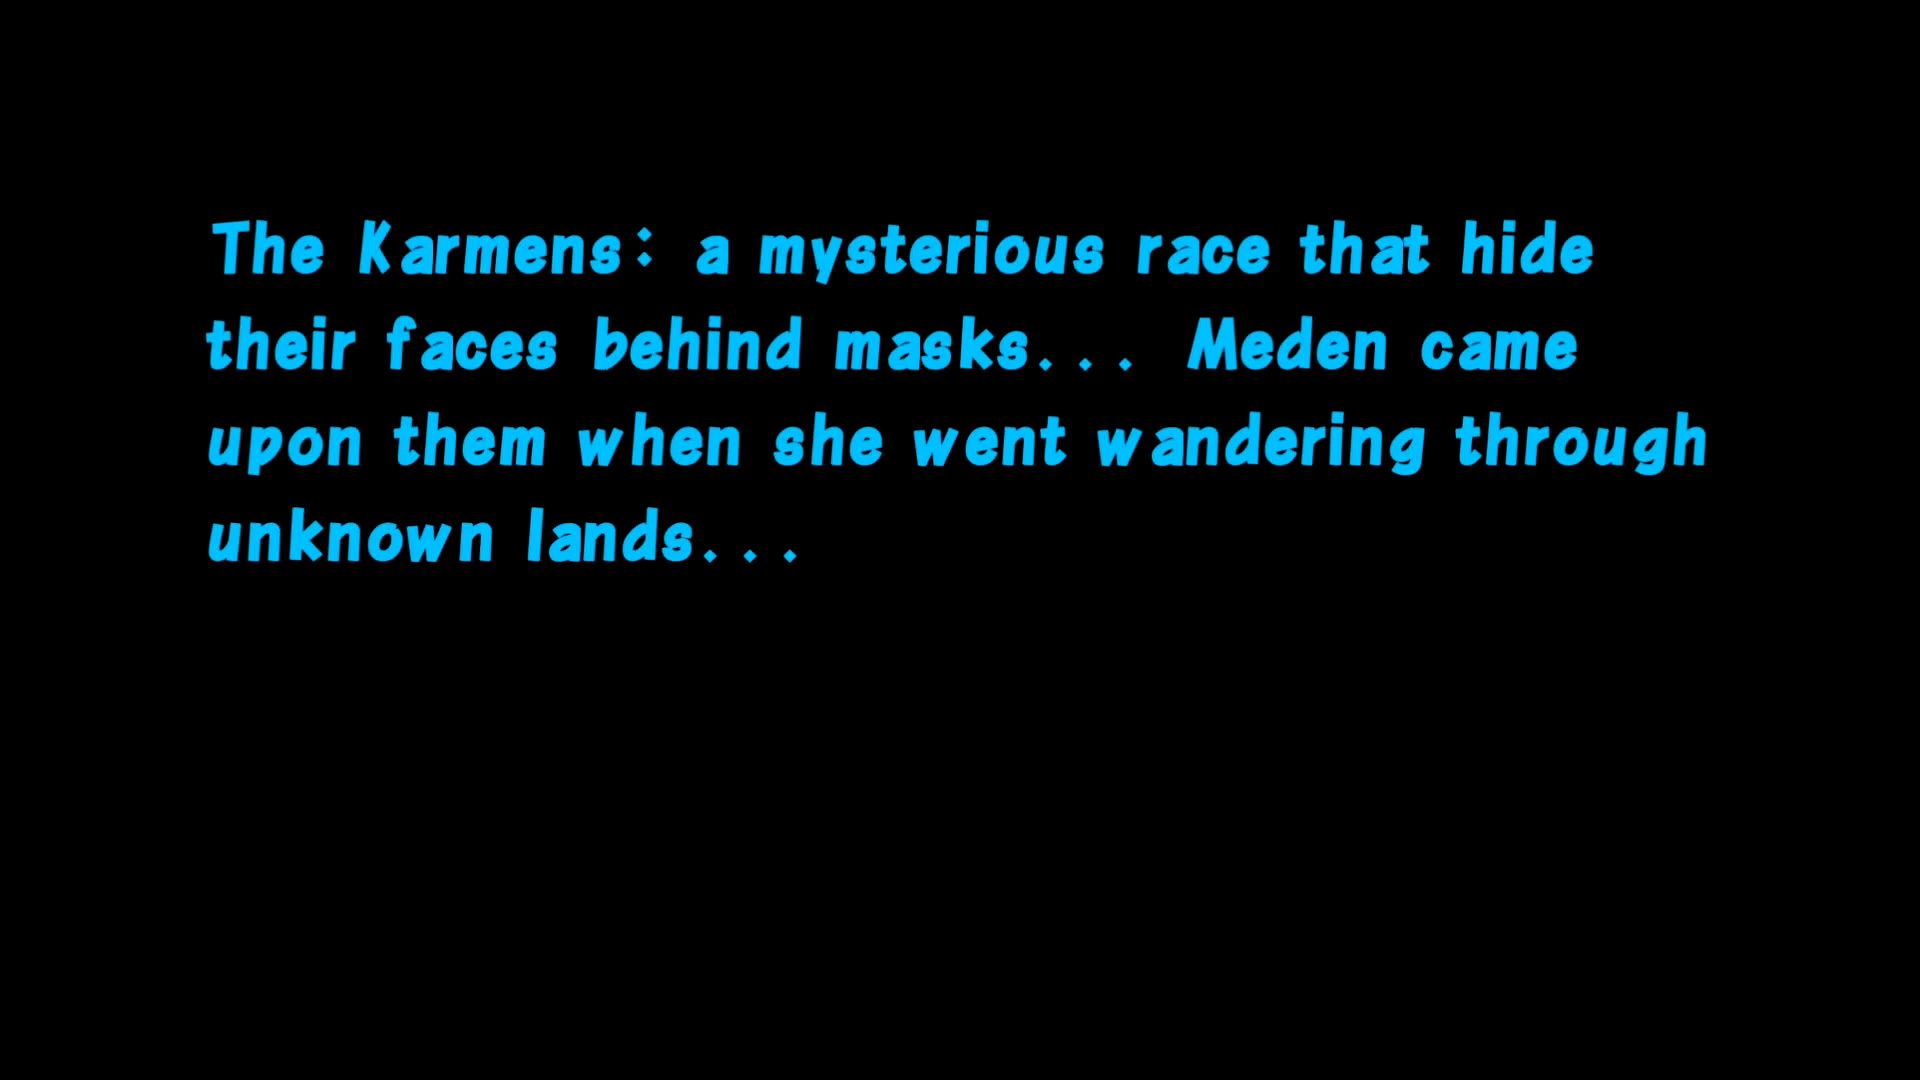 The Karmens: a mysterious race that hide
their faces behind masks... Meden came
upon them when she went wandering through
unknown lands...